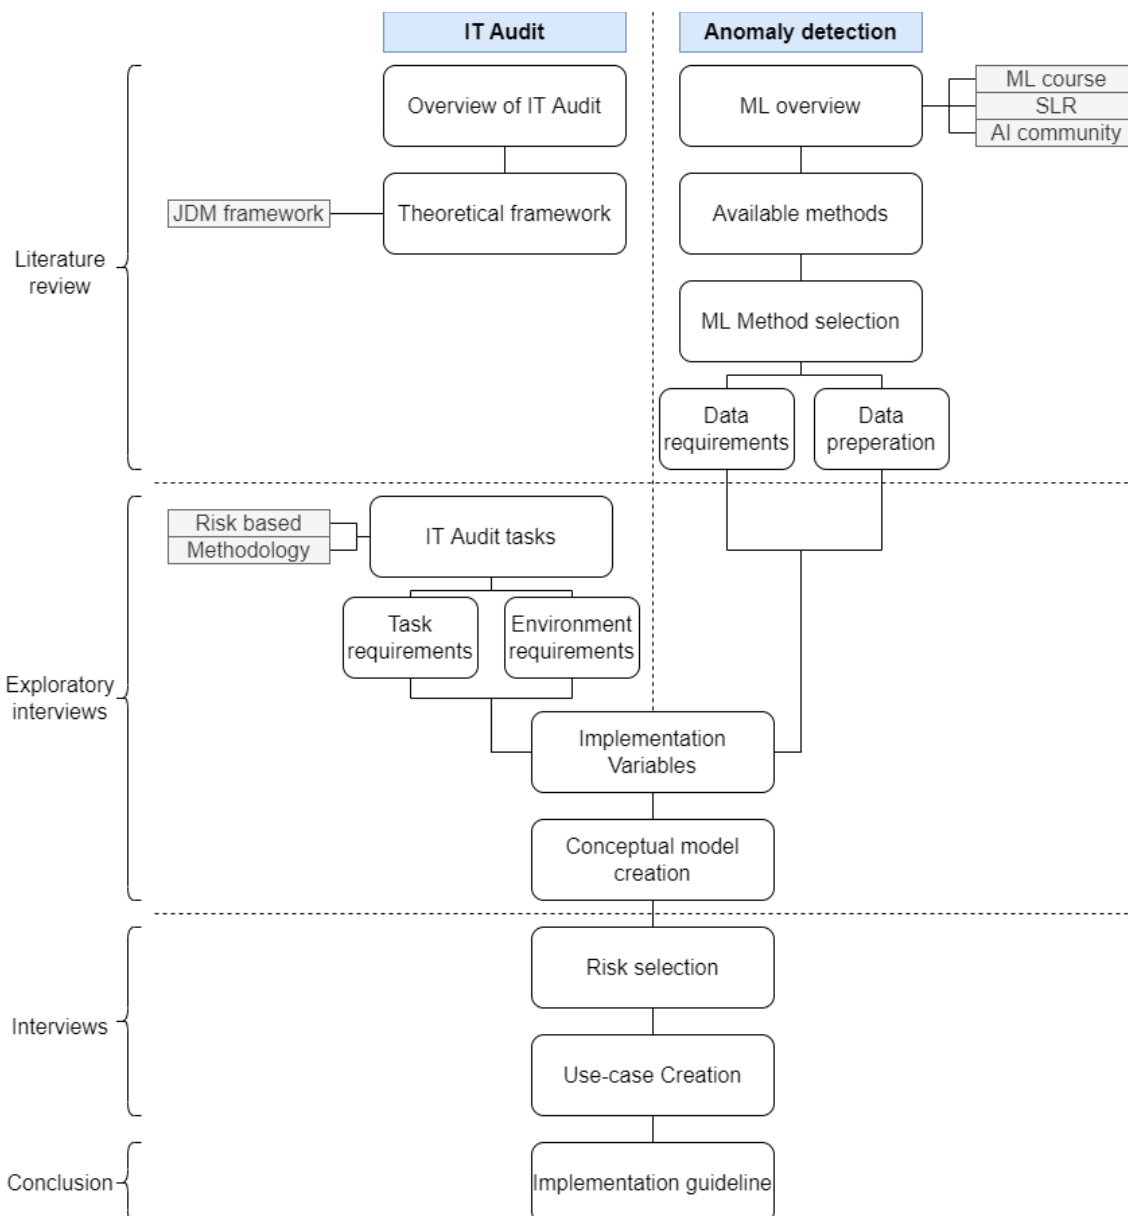 IT Audit
Anomaly detection
Overview of IT Audit
ML overview
ML course
SLR
AI community
JDM framework
Theoretical framework
Available methods
Literature
review
ML Method selection
Data
requirements
Data
preperation
Risk based
Methodology
IT Audit tasks
Task
requirements
Environment
requirements
Exploratory
interviews
Implementation
Variables
Conceptual model
creation
Risk selection
Interviews
Use-case Creation
Conclusion
Implementation guideline